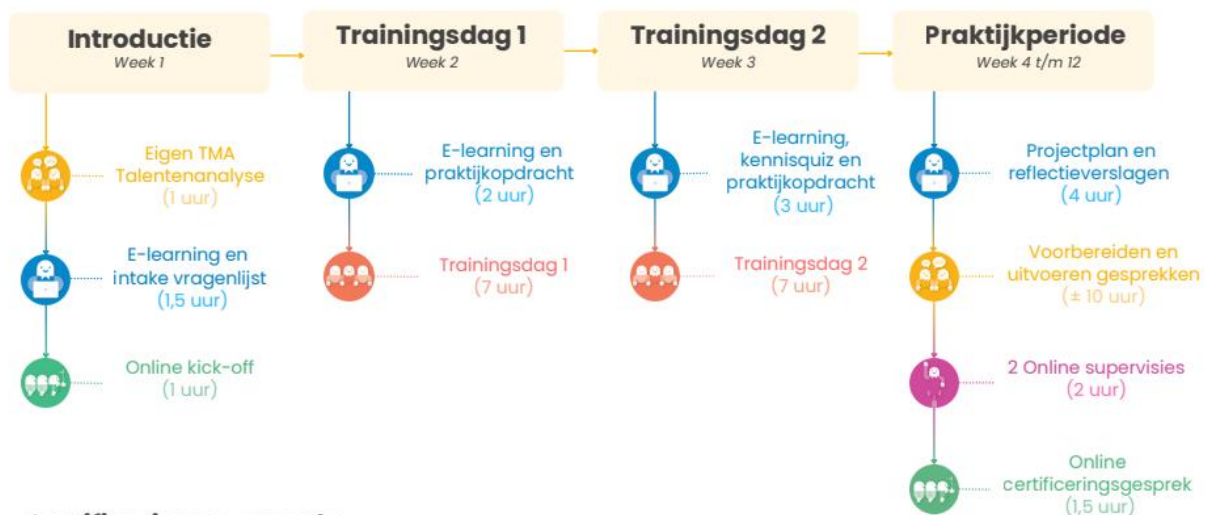 Introductie
Week 1
Eigen TMA
Talentenanalyse
(1 uur)
E-learning en
intake vragenlijst
(1,5 uur)
Online kick-off
(1 uur)
Trainingsdag 1
Week 2
E-learning en
praktijkopdracht
(2 uur)
Trainingsdag 1
(7 uur)
Trainingsdag 2
Week 3
E-learning,
kennisquiz en
praktijkopdracht
(3 uur)
Trainingsdag 2
(7 uur)
Praktijkperiode
Week 4 t/m 12
Projectplan en
reflectieverslagen
(4 uur)
Voorbereiden en
uitvoeren gesprekken
(± 10 uur)
2 Online supervisies
(2 uur)
Online
certificeringsgesprek
(1,5 uur)